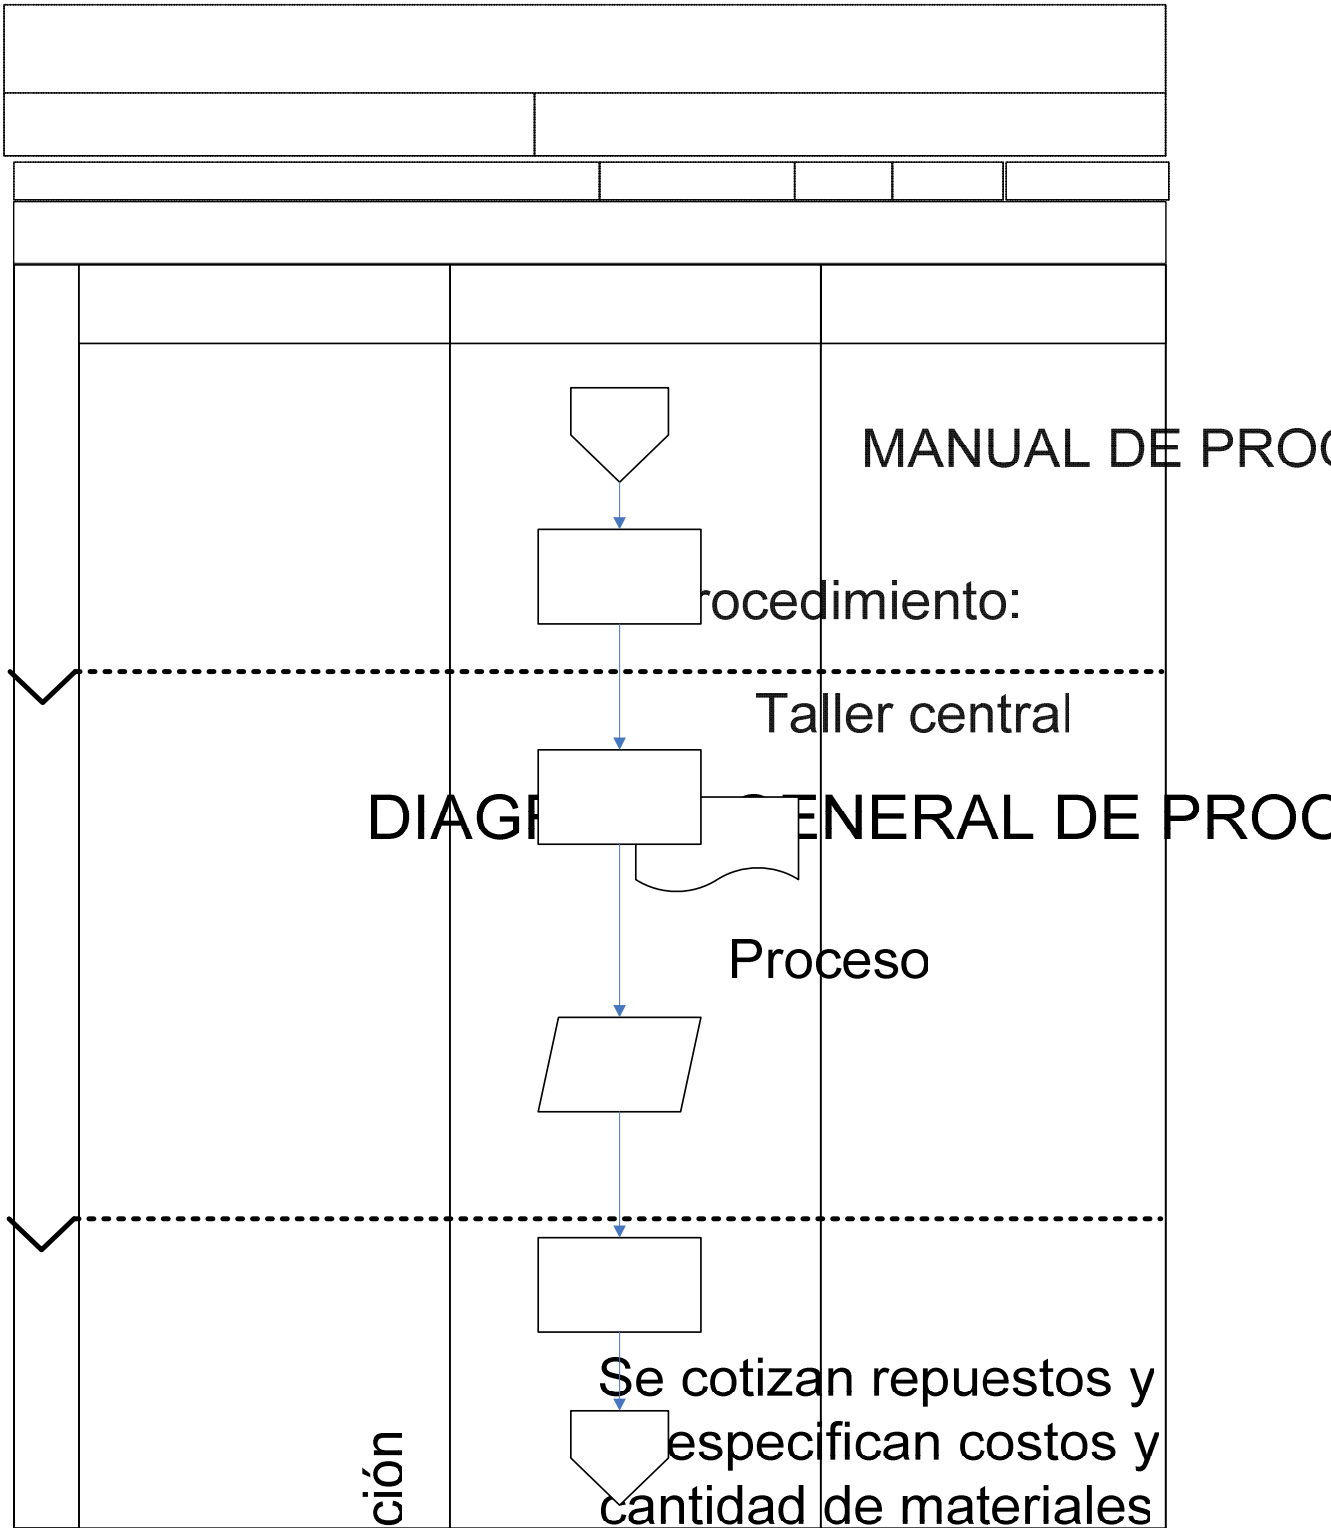 MANUAL DE PROC
rocedimiento:
Taller central
DIAGR GENERAL DE PROC
Proceso
Se cotizan repuestos y
especifican costos y
cantidad de materiales
ción